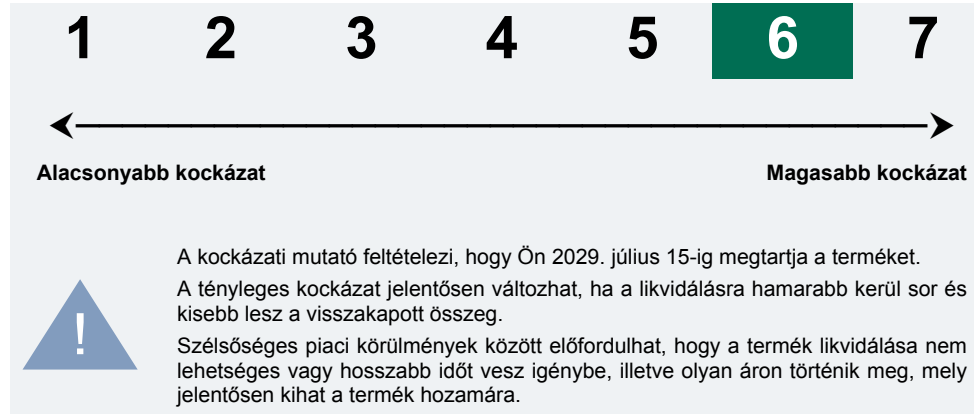 1 2 3 4 5 6 7
Alacsonyabb kockázat Magasabb kockázat
A kockázati mutató feltételezi, hogy Ön 2029. július 15-ig megtartja a terméket.
!
A tényleges kockázat jelentősen változhat, ha a likvidálásra hamarabb kerül sor és
kisebb lesz a visszakapott összeg.
Szélsőséges piaci körülmények között előfordulhat, hogy a termék likvidálása nem
lehetséges vagy hosszabb időt vesz igénybe, illetve olyan áron történik meg, mely
jelentősen kihat a termék hozamára.